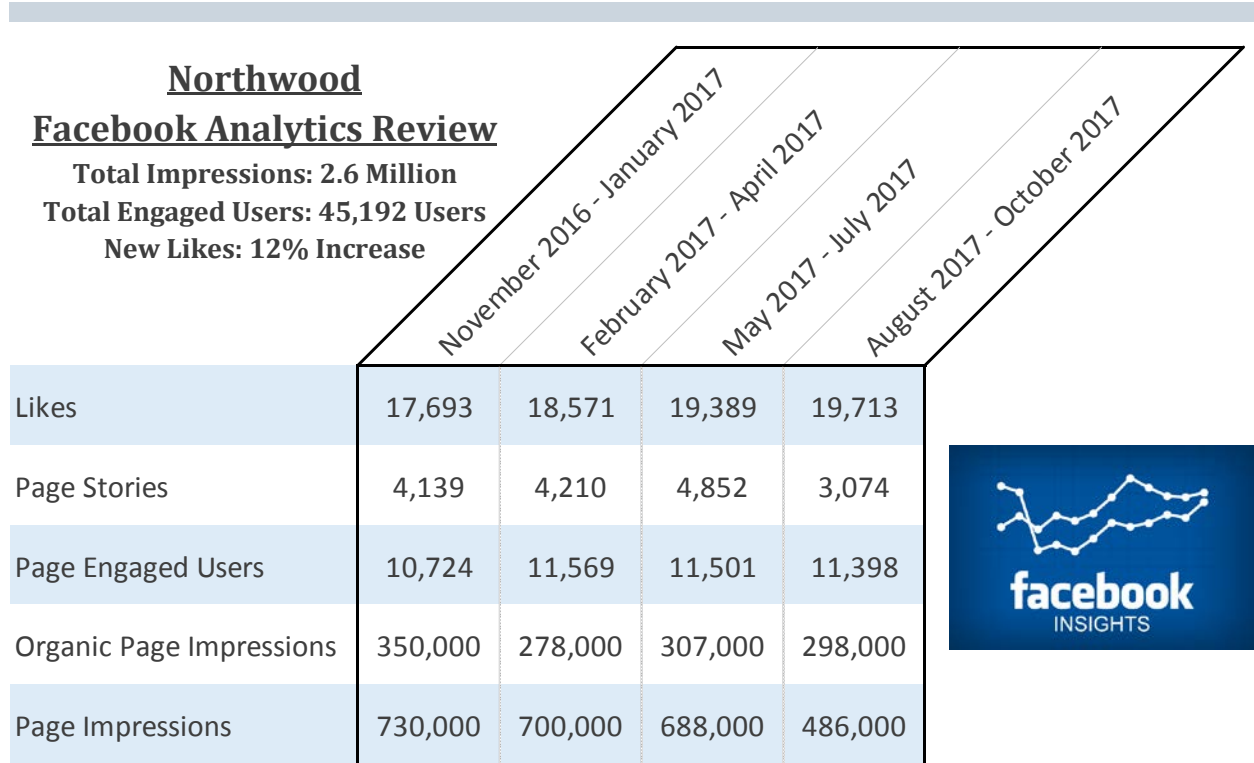 Northwood
Facebook Analytics Review
Total Impressions: 2.6 Million
Total Engaged Users: 45,192 Users
New Likes: 12% Increase
November 2016 - January 2017
February 2017 - April 2017
May 2017 - July 2017
August 2017 - October 2017
Likes 17,693 18,571 19,389 19,713
Page Stories 4,139 4,210 4,852 3,074
Page Engaged Users 10,724 11,569 11,501 11,398
Organic Page Impressions 350,000 278,000 307,000 298,000
Page Impressions 730,000 700,000 688,000 486,000
facebook
INSIGHTS